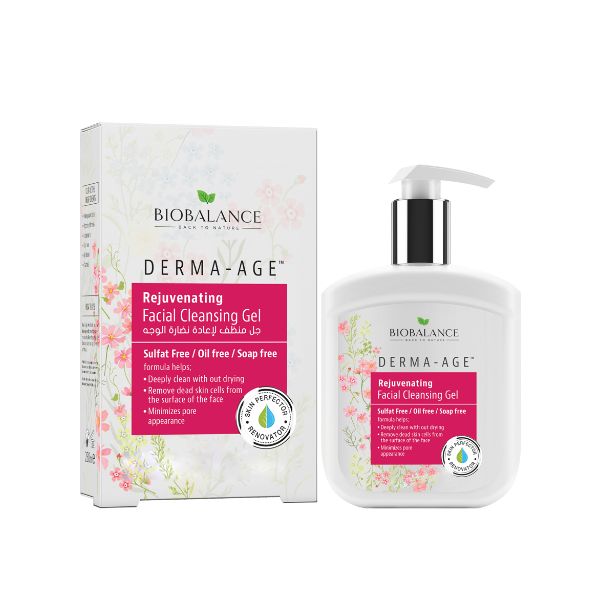 BIOBALANCE
BACK TO NATURE
DERMA-AGE™
Rejuvenating
Facial Cleansing Gel
جل منظف لإعادة نضارة الوجه
Sulfat Free / Oil free / Soap free
formula helps;
• Deeply clean with out drying
• Remove dead skin cells from
the surface of the face
• Minimizes pore
appearance
SKIN PERFECTOR
RENOVATOR
BIOBALANCE
BACK TO NATURE
DERMA-AGE™
Rejuvenating
Facial Cleansing Gel
Sulfat Free / Oil free / Soap free
formula helps;
• Deeply clean with out drying
• Remove dead skin cells from
the surface of the face
• Minimizes pore
appearance
SKIN PERFECTOR
RENOVATOR